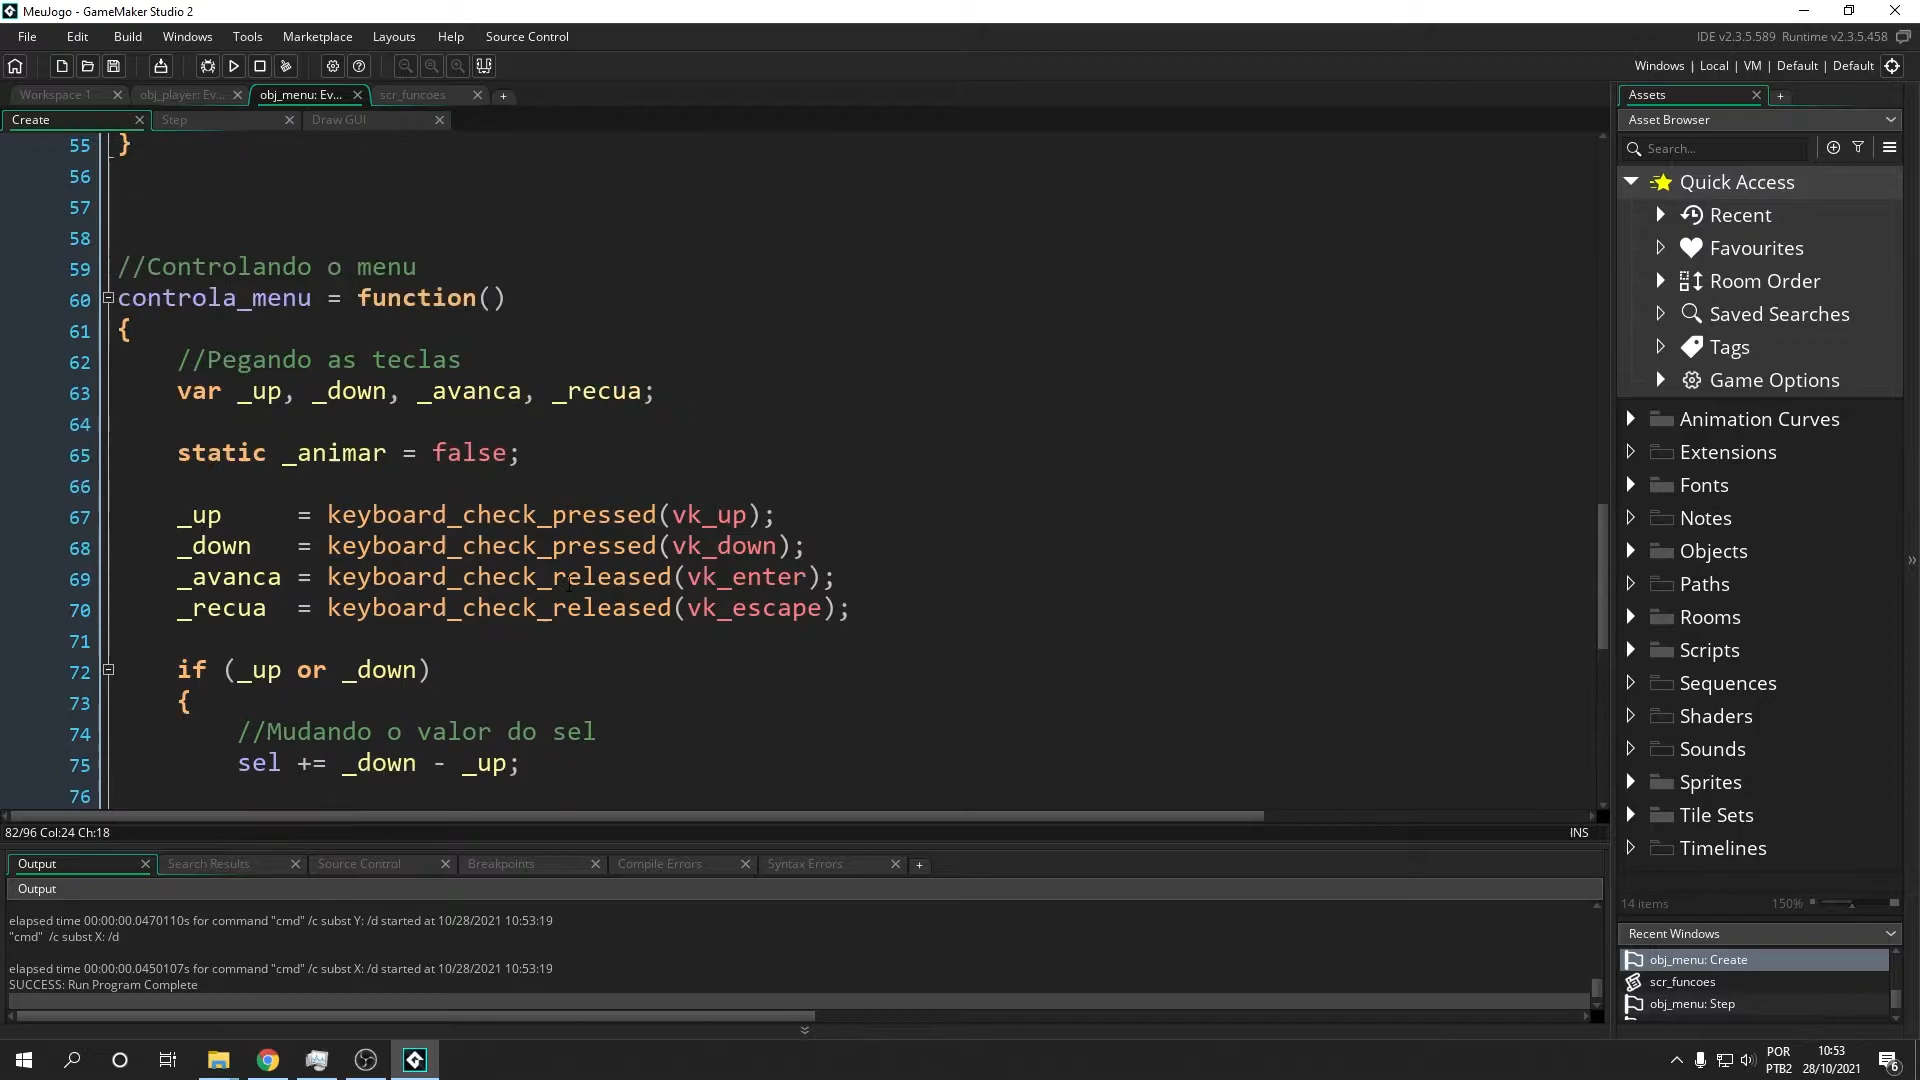 MeuJogo - GameMaker Studio 2
File Edit Build Windows Tools Marketplace Layouts Help Source Control
IDE v2.3.5.589 Runtime v2.3.5.458
Windows | Local | VM | Default | Default
Workspace 1 obj_player: Ev... obj_menu: Ev... scr_funcoes +
Create Step Draw GUI
55 }
56
57
58
59 //Controlando o menu
60 controla_menu = function()
61 {
62 //Pegando as teclas
63 var _up, _down, _avanca, _recua;
64
65 static _animar = false;
66
67 _up = keyboard_check_pressed(vk_up);
68 _down = keyboard_check_pressed(vk_down);
69 _avanca = keyboard_check_released(vk_enter);
70 _recua = keyboard_check_released(vk_escape);
71
72 if (_up or _down)
73 {
74 //Mudando o valor do sel
75 sel += _down - _up;
76
82/96 Col:24 Ch:18
INS
Output Search Results Source Control Breakpoints Compile Errors Syntax Errors +
Output
elapsed time 00:00:00.0470110s for command "cmd" /c subst Y: /d started at 10/28/2021 10:53:19
"cmd" /c subst X: /d
elapsed time 00:00:00.0450107s for command "cmd" /c subst X: /d started at 10/28/2021 10:53:19
SUCCESS: Run Program Complete
Assets +
Asset Browser
Search...
Quick Access
Recent
Favourites
Room Order
Saved Searches
Tags
Game Options
Animation Curves
Extensions
Fonts
Notes
Objects
Paths
Rooms
Scripts
Sequences
Shaders
Sounds
Sprites
Tile Sets
Timelines
14 items
150%
Recent Windows
obj_menu: Create
scr_funcoes
obj_menu: Step
POR
PTB2
10:53
28/10/2021
6